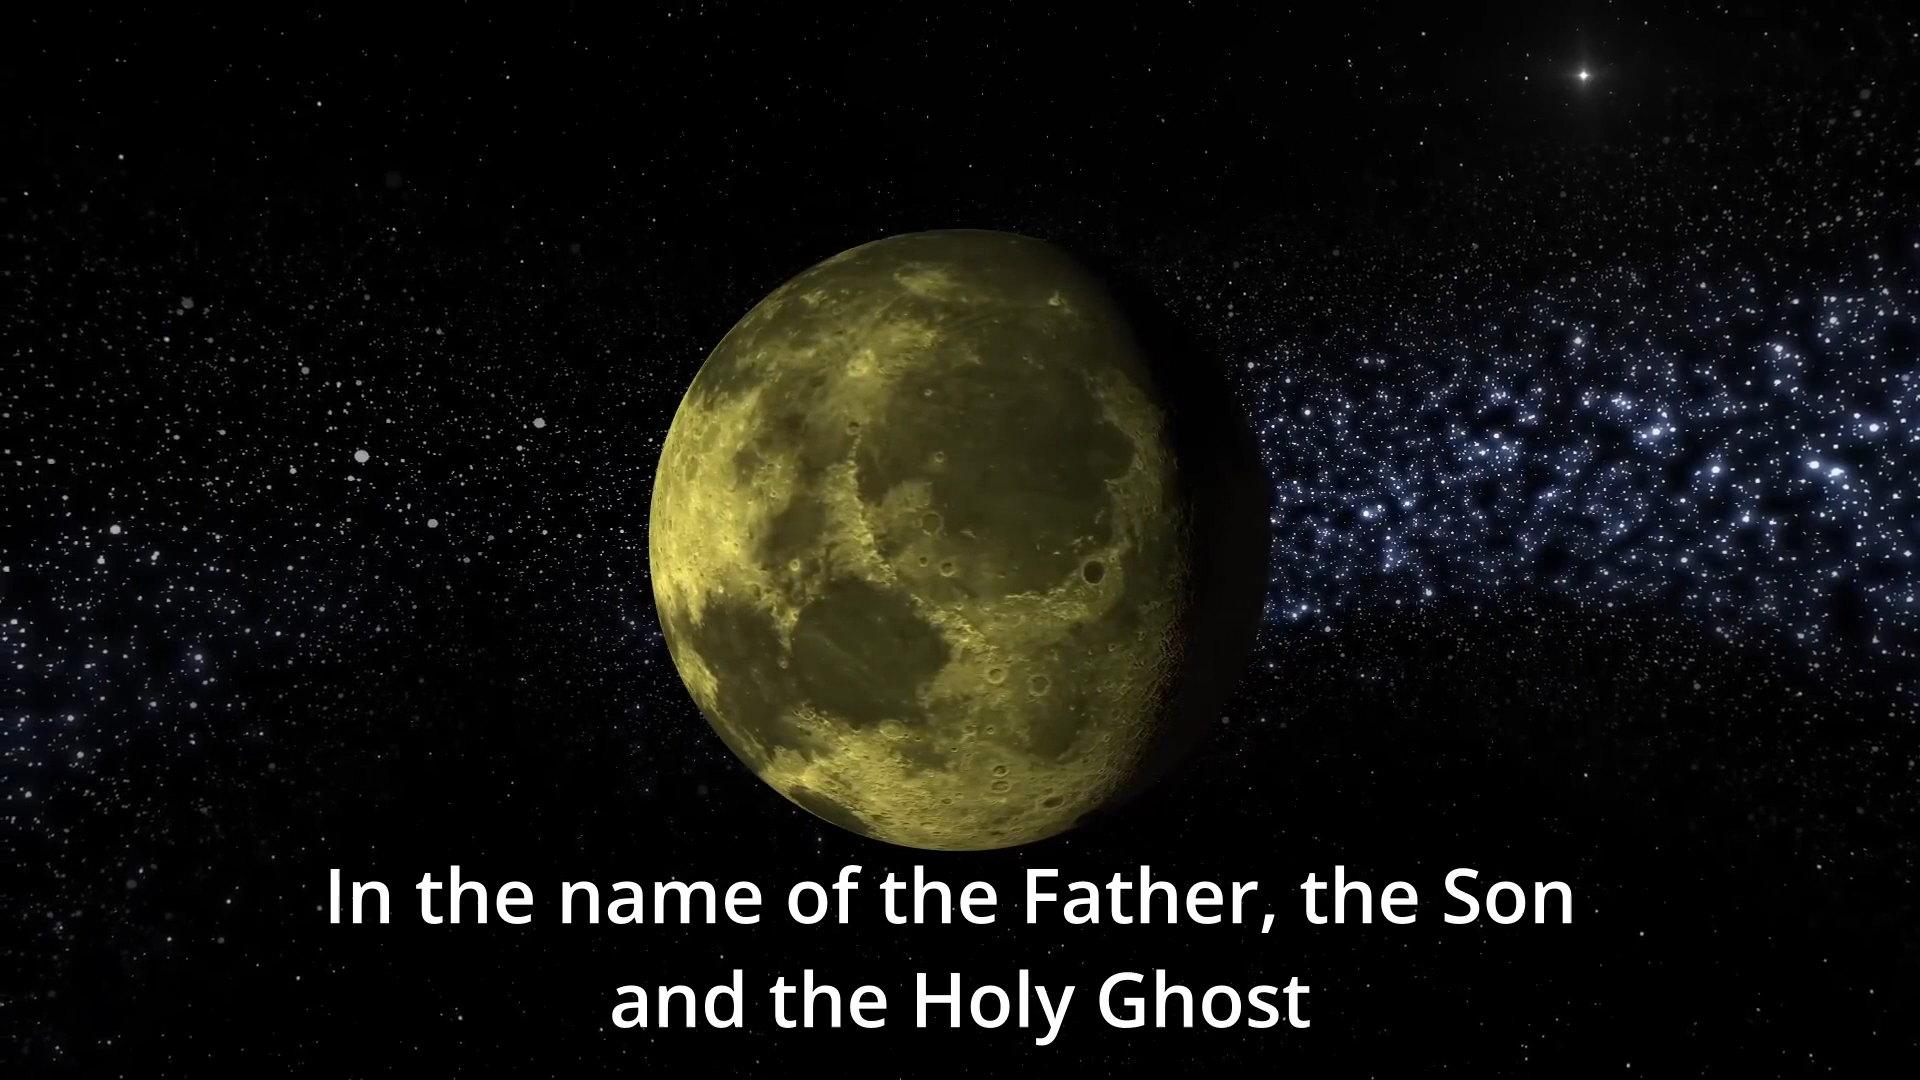 In the name of the Father, the Son
and the Holy Ghost